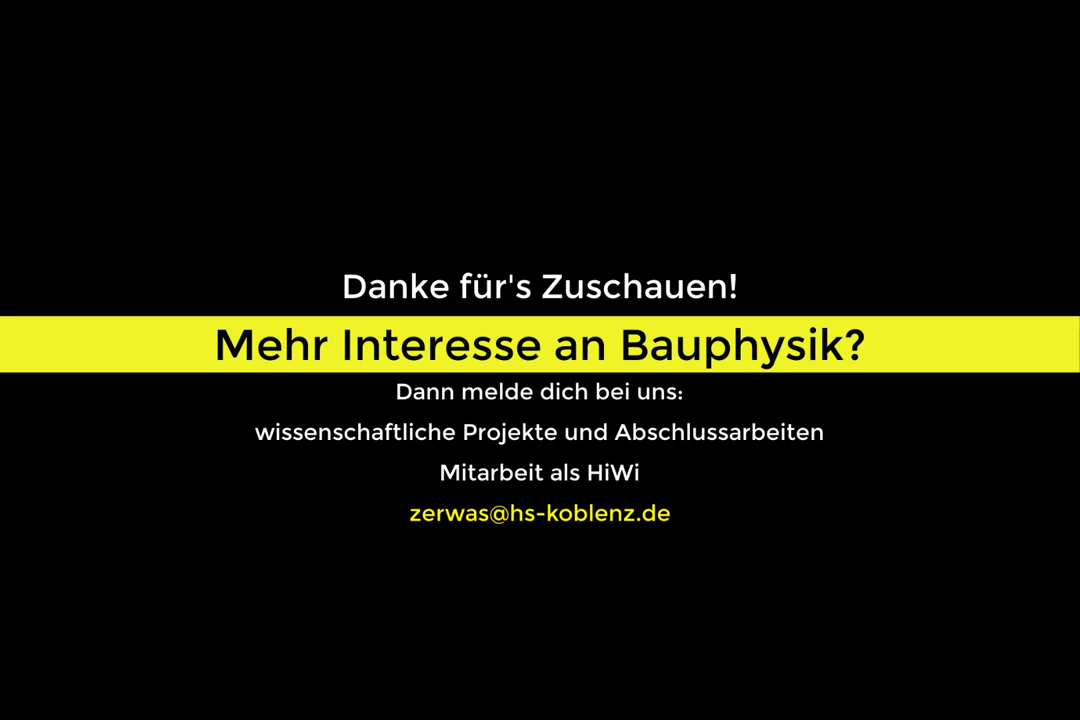 Danke für's Zuschauen!
Mehr Interesse an Bauphysik?
Dann melde dich bei uns:
wissenschaftliche Projekte und Abschlussarbeiten
Mitarbeit als HiWi
zerwas@hs-koblenz.de